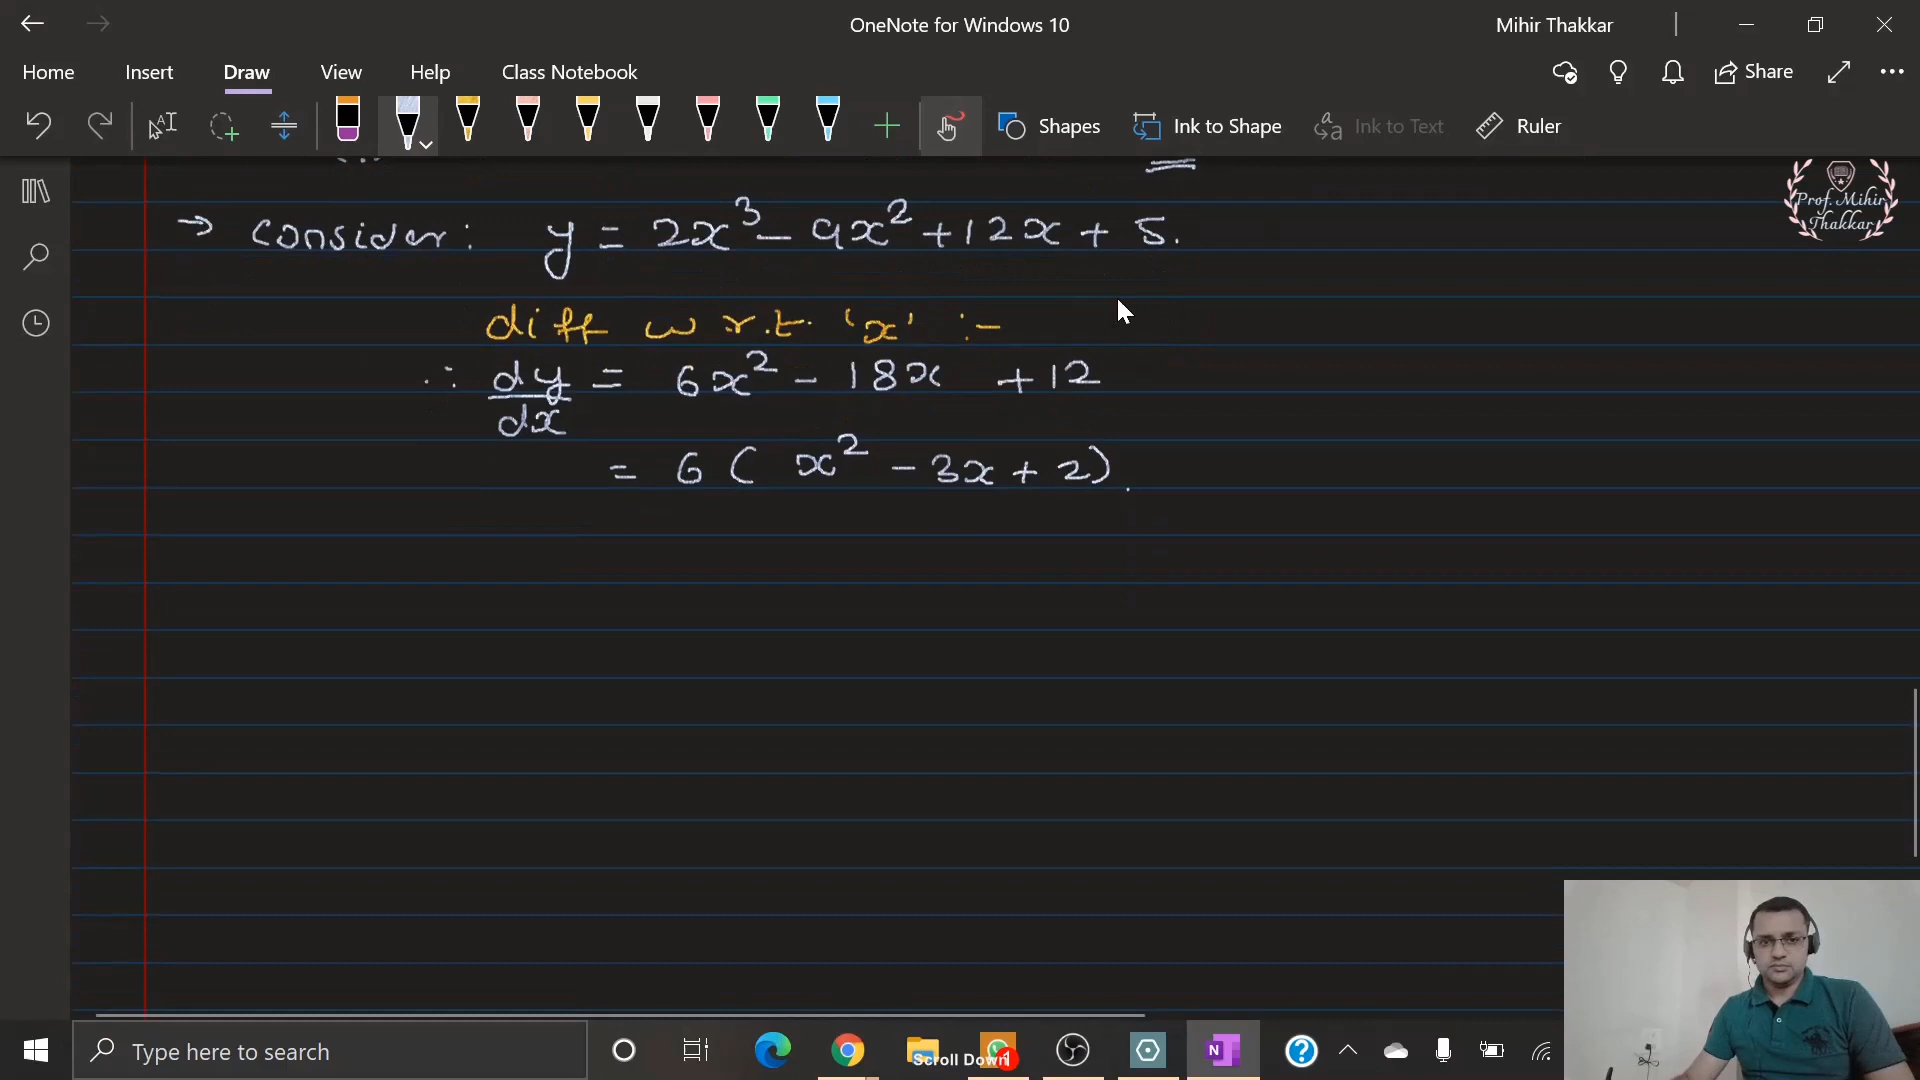 OneNote for Windows 10
Mihir Thakkar
Home Insert Draw View Help Class Notebook
Share
Shapes Ink to Shape Ink to Text Ruler
Prof. Mihir
Thakkar
→ consider: y = 2x³ - 9x² + 12x + 5.
diff w r.t. 'x' :-
∴ dy/dx = 6x² - 18x + 12
= 6 ( x² - 3x + 2).
Type here to search
Scroll Down
1